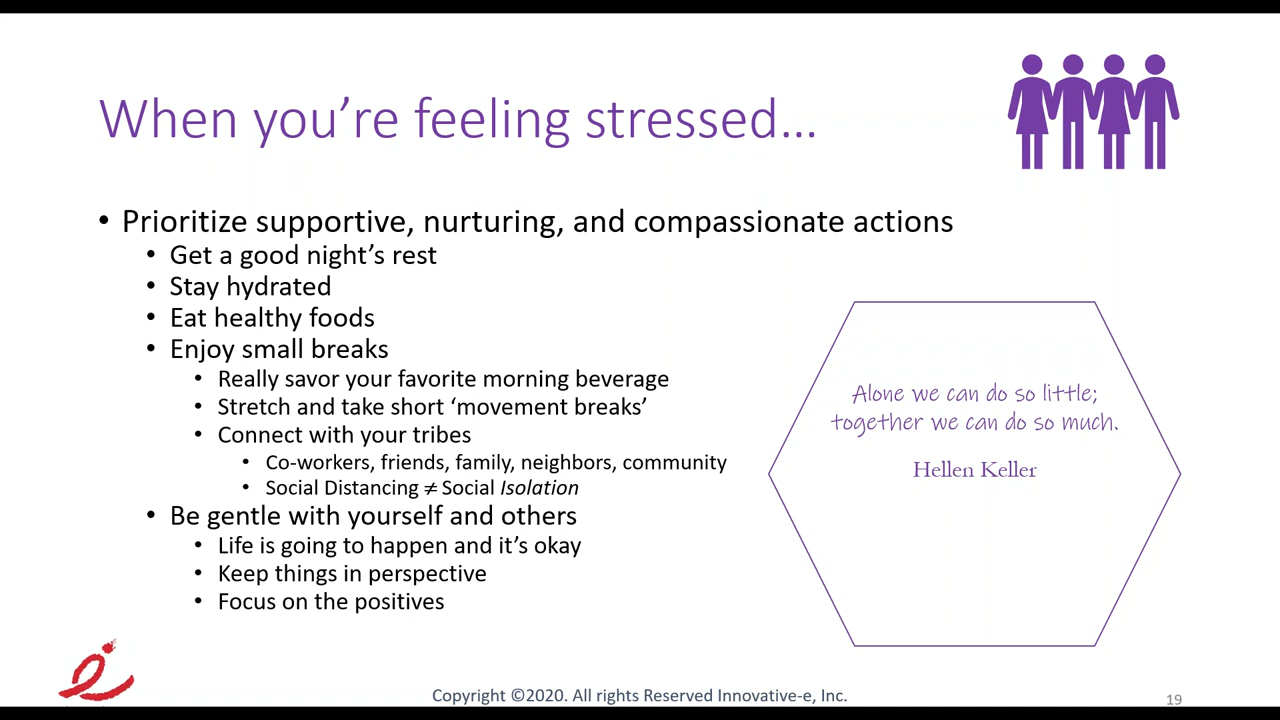 When you’re feeling stressed…
• Prioritize supportive, nurturing, and compassionate actions
• Get a good night’s rest
• Stay hydrated
• Eat healthy foods
• Enjoy small breaks
• Really savor your favorite morning beverage
• Stretch and take short ‘movement breaks’
• Connect with your tribes
• Co-workers, friends, family, neighbors, community
• Social Distancing ≠ Social Isolation
• Be gentle with yourself and others
• Life is going to happen and it’s okay
• Keep things in perspective
• Focus on the positives
Alone we can do so little;
together we can do so much.
Hellen Keller
Copyright ©2020. All rights Reserved Innovative-e, Inc.
19